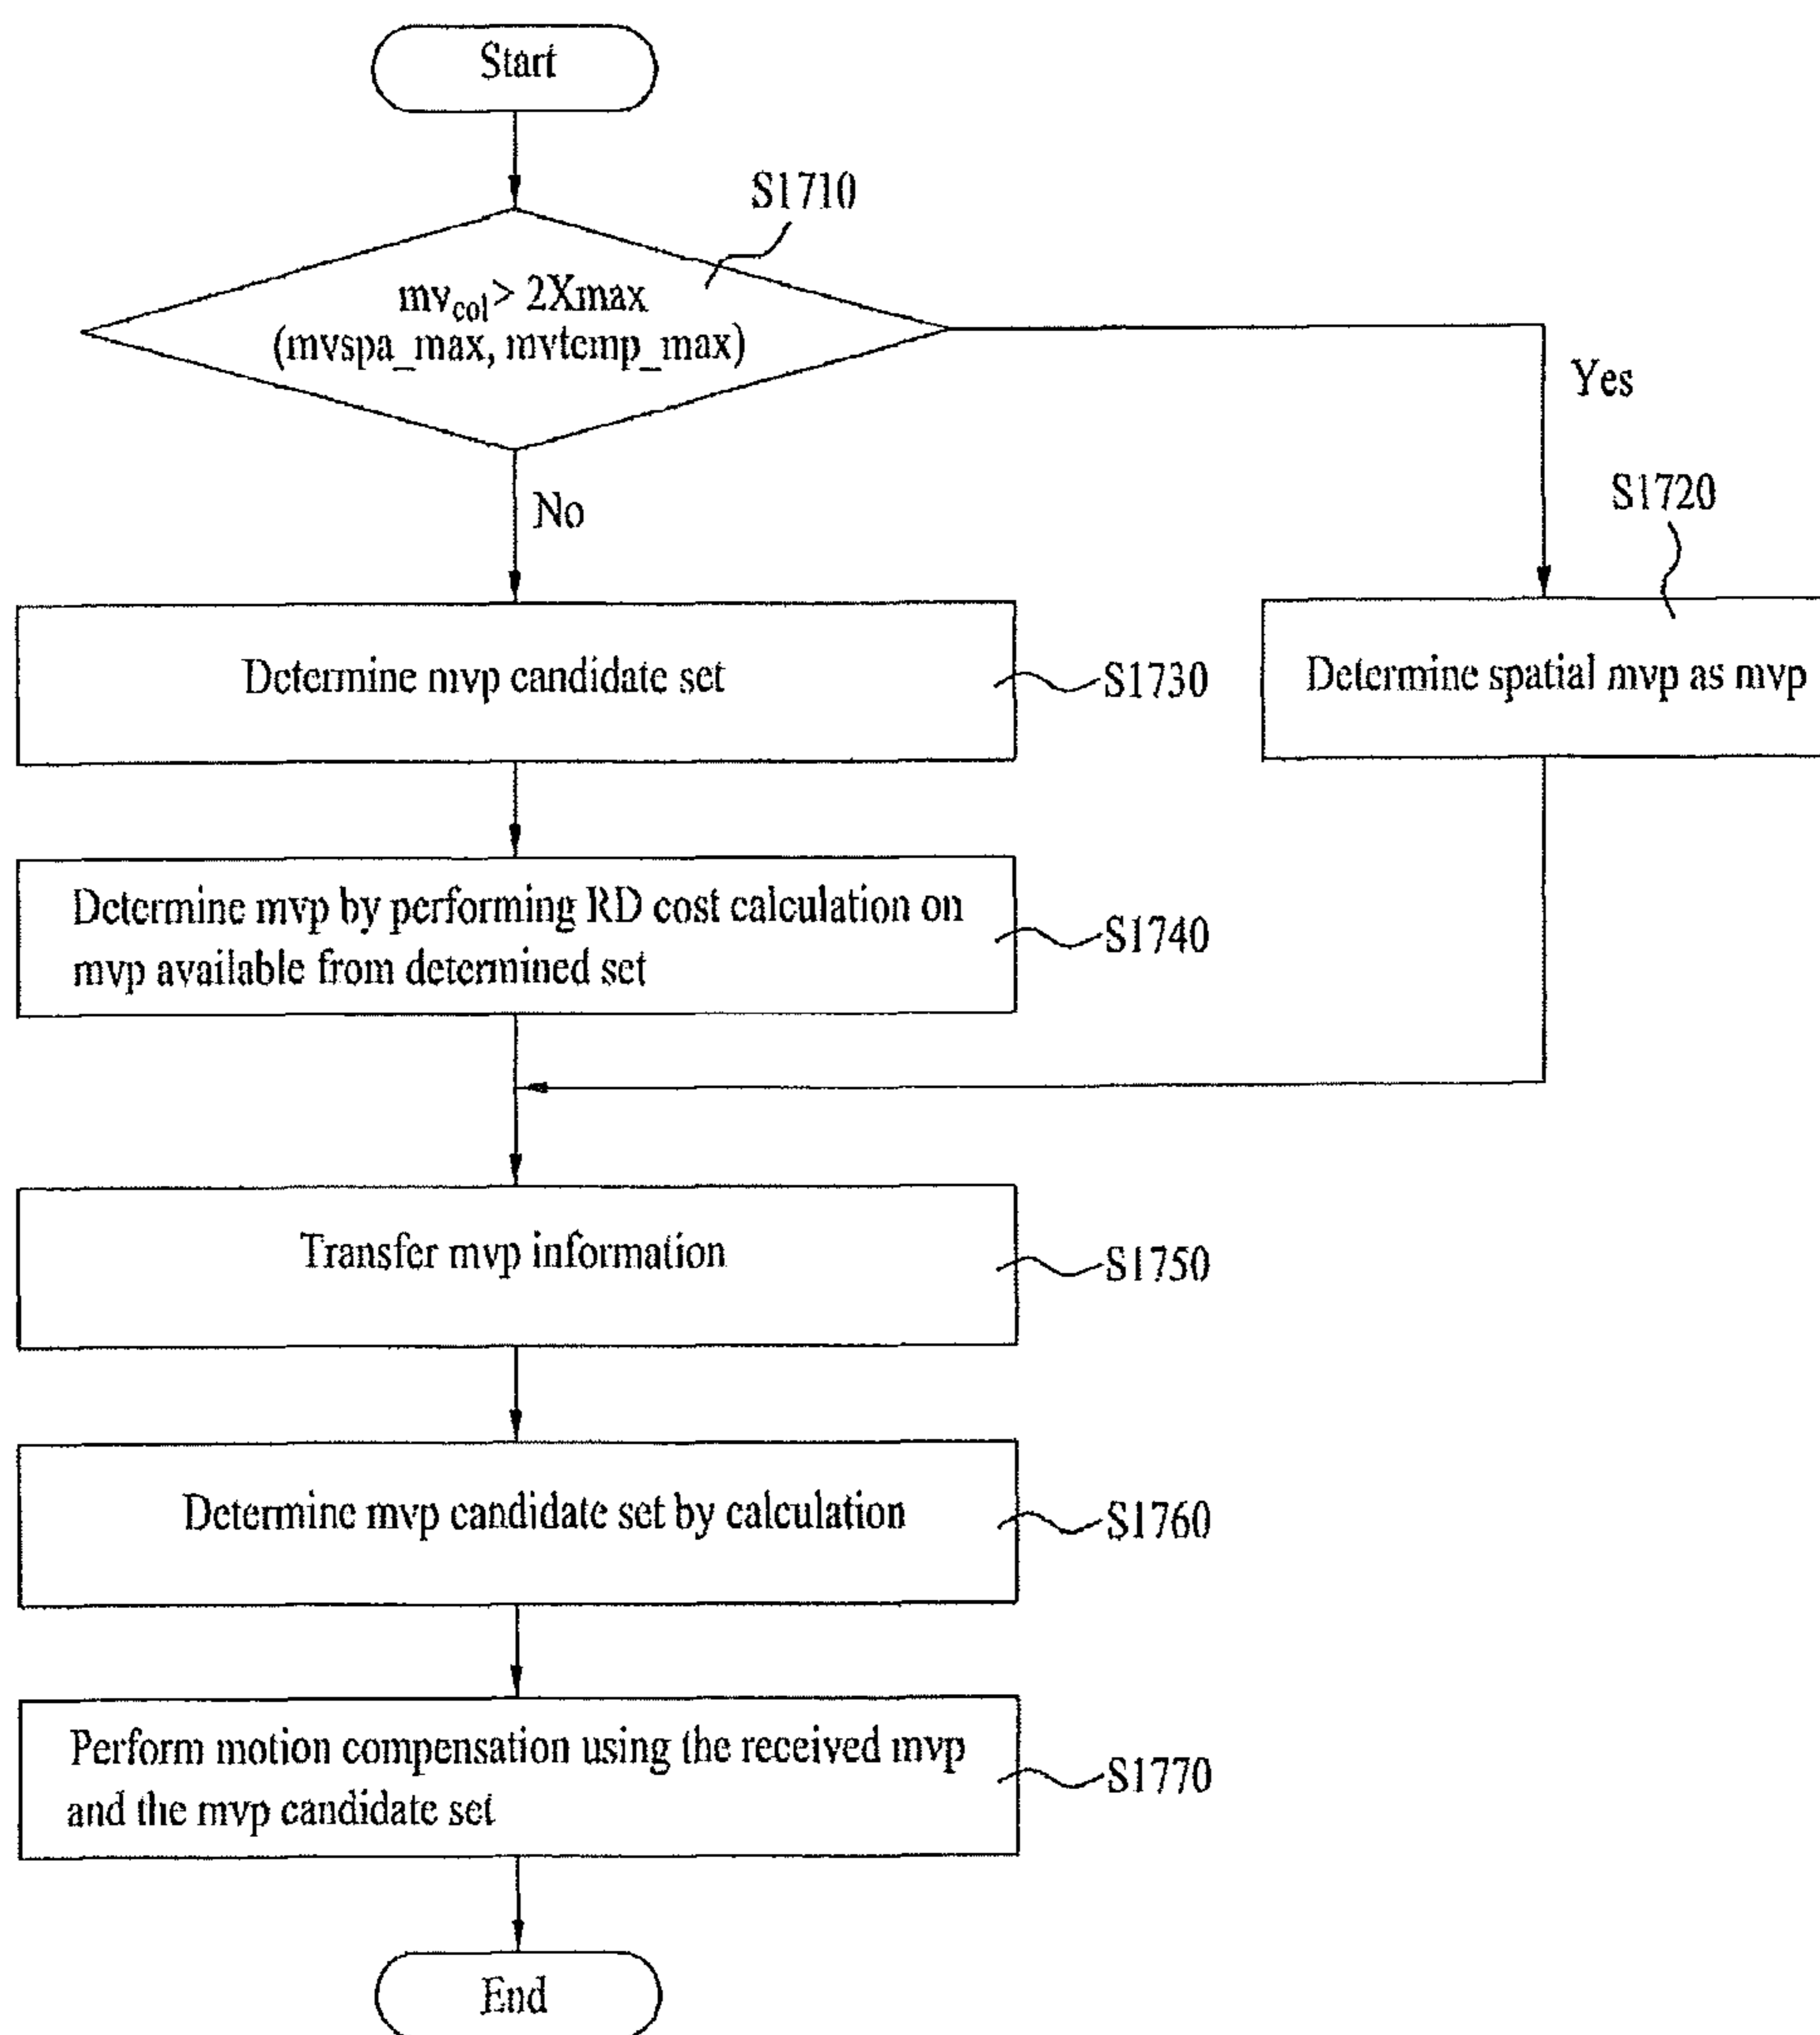 Start
S1710
mvcol> 2Xmax
(mvspa_max, mvtemp_max)
Yes
No
S1720
Determine mvp candidate set
S1730
Determine spatial mvp as mvp
Determine mvp by performing RD cost calculation on
mvp available from determined set
S1740
Transfer mvp information
S1750
Determine mvp candidate set by calculation
S1760
Perform motion compensation using the received mvp
and the mvp candidate set
S1770
End